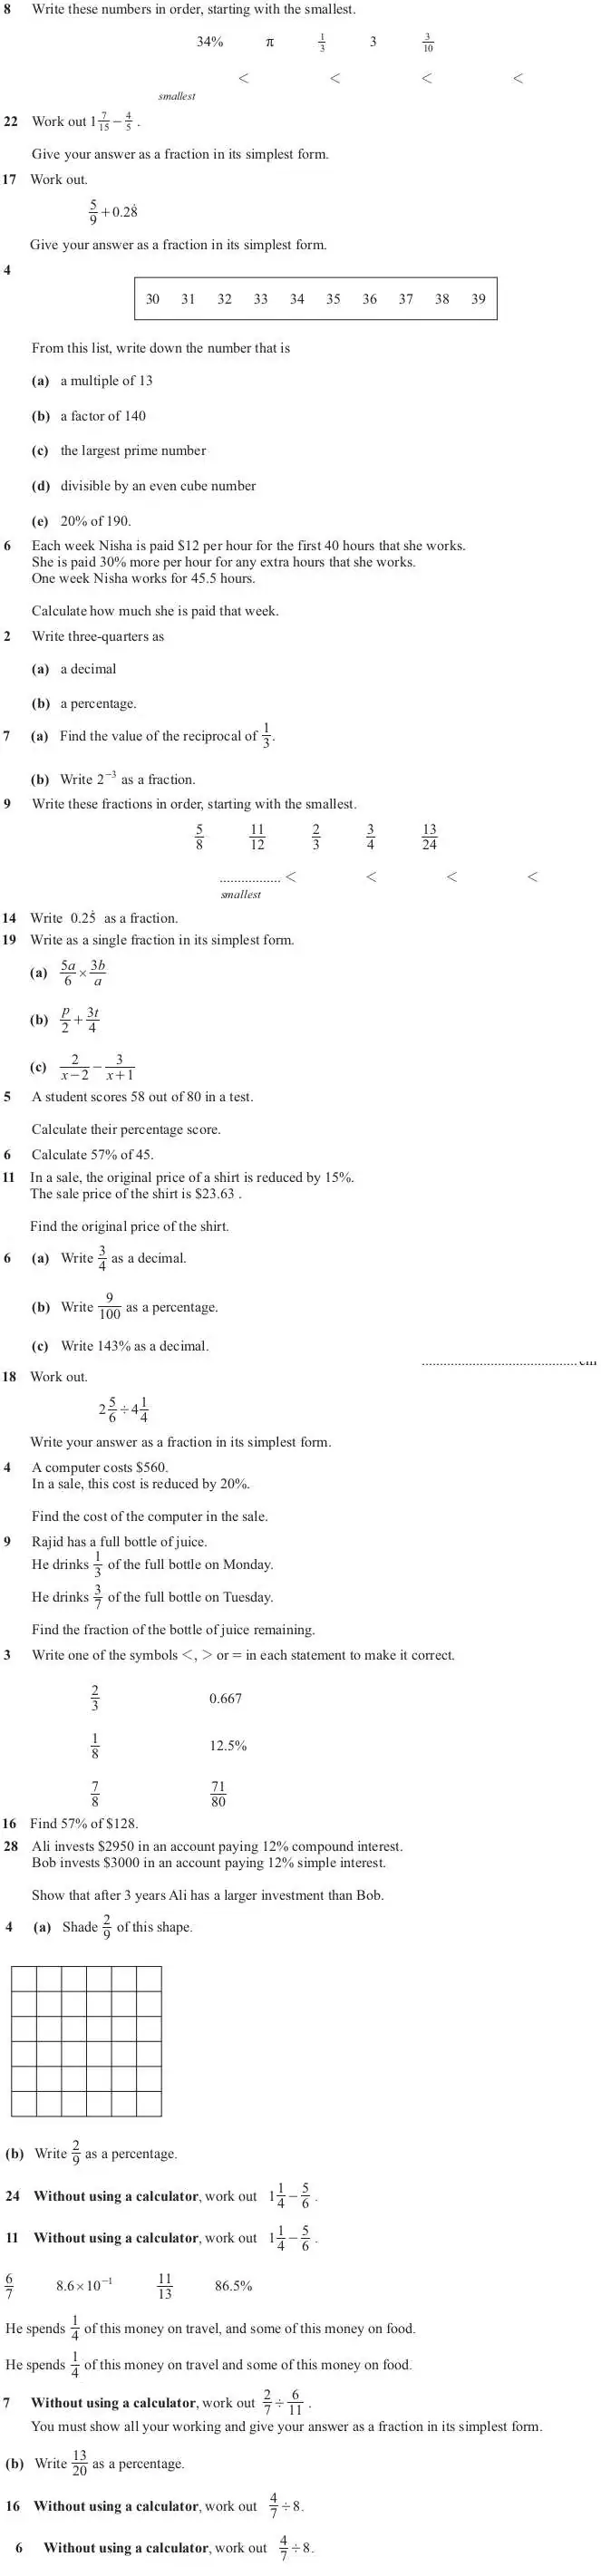 8 Write these numbers in order, starting with the smallest.
34% π 1/3 3 3/10
< < < <
smallest
22 Work out 1 7/15 − 4/5 .
Give your answer as a fraction in its simplest form.
17 Work out.
5/9 + 0.28̇
Give your answer as a fraction in its simplest form.
4
30 31 32 33 34 35 36 37 38 39
From this list, write down the number that is
(a) a multiple of 13
(b) a factor of 140
(c) the largest prime number
(d) divisible by an even cube number
(e) 20% of 190.
6 Each week Nisha is paid $12 per hour for the first 40 hours that she works.
She is paid 30% more per hour for any extra hours that she works.
One week Nisha works for 45.5 hours.
Calculate how much she is paid that week.
2 Write three-quarters as
(a) a decimal
(b) a percentage.
7 (a) Find the value of the reciprocal of 1/3.
(b) Write 2⁻³ as a fraction.
9 Write these fractions in order, starting with the smallest.
5/8 11/12 2/3 3/4 13/24
................. < < < <
smallest
14 Write 0.25̇ as a fraction.
19 Write as a single fraction in its simplest form.
(a) 5a/6 × 3b/a
(b) p/2 + 3t/4
(c) 2/(x−2) − 3/(x+1)
5 A student scores 58 out of 80 in a test.
Calculate their percentage score.
6 Calculate 57% of 45.
11 In a sale, the original price of a shirt is reduced by 15%.
The sale price of the shirt is $23.63 .
Find the original price of the shirt.
6 (a) Write 3/4 as a decimal.
(b) Write 9/100 as a percentage.
(c) Write 143% as a decimal.
18 Work out.
2 5/6 ÷ 4 1/4
Write your answer as a fraction in its simplest form.
4 A computer costs $560.
In a sale, this cost is reduced by 20%.
Find the cost of the computer in the sale.
9 Rajid has a full bottle of juice.
He drinks 1/3 of the full bottle on Monday.
He drinks 3/7 of the full bottle on Tuesday.
Find the fraction of the bottle of juice remaining.
3 Write one of the symbols <, > or = in each statement to make it correct.
2/3 0.667
1/8 12.5%
7/8 71/80
16 Find 57% of $128.
28 Ali invests $2950 in an account paying 12% compound interest.
Bob invests $3000 in an account paying 12% simple interest.
Show that after 3 years Ali has a larger investment than Bob.
4 (a) Shade 2/9 of this shape.
(b) Write 2/9 as a percentage.
24 Without using a calculator, work out 1 1/4 − 5/6 .
11 Without using a calculator, work out 1 1/4 − 5/6 .
6/7 8.6 × 10⁻¹ 11/13 86.5%
He spends 1/4 of this money on travel, and some of this money on food.
He spends 1/4 of this money on travel and some of this money on food.
7 Without using a calculator, work out 2/7 ÷ 6/11 .
You must show all your working and give your answer as a fraction in its simplest form.
(b) Write 13/20 as a percentage.
16 Without using a calculator, work out 4/7 ÷ 8.
6 Without using a calculator, work out 4/7 ÷ 8.